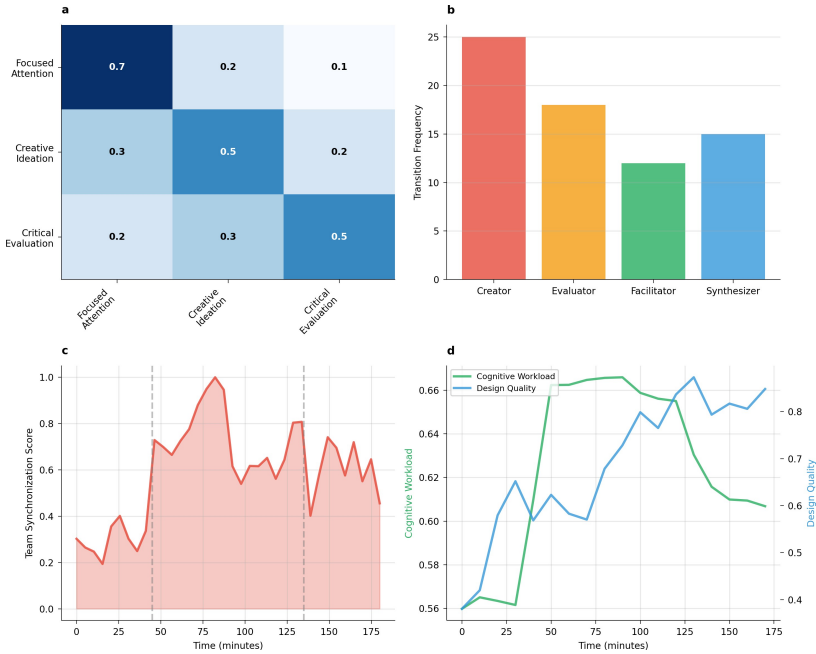 a
Focused
Attention
Creative
Ideation
Critical
Evaluation
0.7
0.2
0.1
0.3
0.5
0.2
0.2
0.3
0.5
Focused
Attention
Creative
Ideation
Critical
Evaluation
b
Transition Frequency
25
20
15
10
5
0
Creator
Evaluator
Facilitator
Synthesizer
c
Team Synchronization Score
1.0
0.8
0.6
0.4
0.2
0.0
0
25
50
75
100
125
150
175
Time (minutes)
d
Cognitive Workload
Design Quality
Cognitive Workload
0.66
0.64
0.62
0.60
0.58
0.56
0
25
50
75
100
125
150
175
Time (minutes)
0.8
0.7
0.6
0.5
0.4
Design Quality